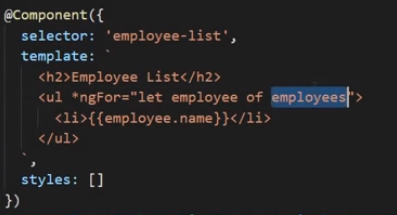 @Component({
  selector: 'employee-list',
  template: `
    <h2>Employee List</h2>
    <ul *ngFor="let employee of employees">
      <li>{{employee.name}}</li>
    </ul>
  `,
  styles: []
})